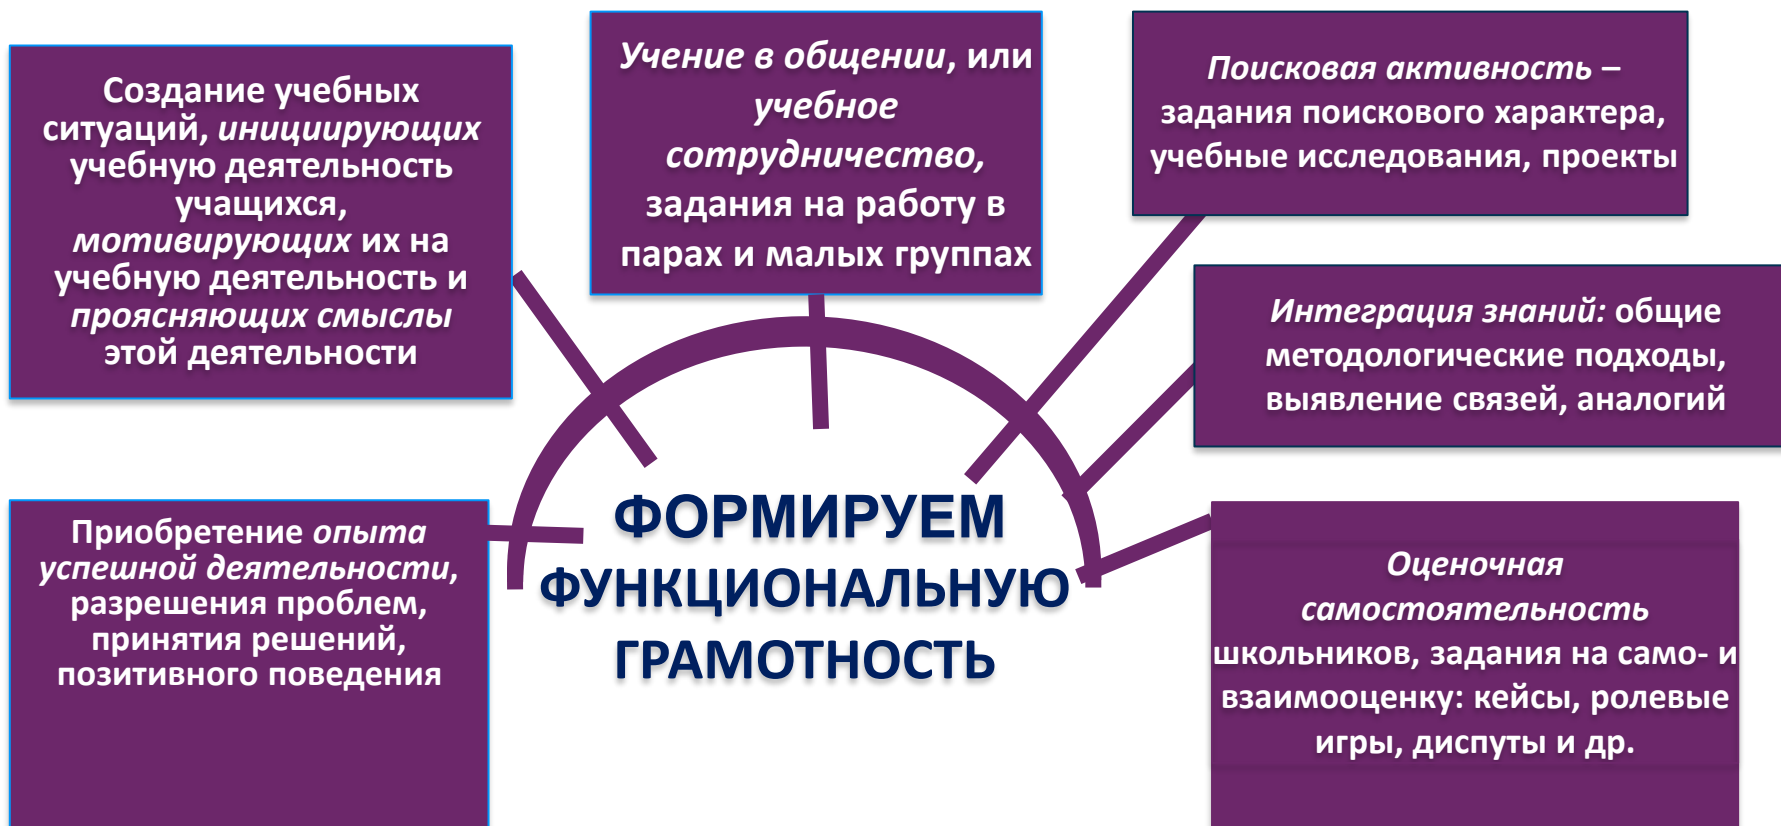 Создание учебных
ситуаций, инициирующих
учебную деятельность
учащихся,
мотивирующих их на
учебную деятельность и
проясняющих смыслы
этой деятельности
Учение в общении, или
учебное
сотрудничество,
задания на работу в
парах и малых группах
Поисковая активность –
задания поискового характера,
учебные исследования, проекты
Интеграция знаний: общие
методологические подходы,
выявление связей, аналогий
Приобретение опыта
успешной деятельности,
разрешения проблем,
принятия решений,
позитивного поведения
ФОРМИРУЕМ
ФУНКЦИОНАЛЬНУЮ
ГРАМОТНОСТЬ
Оценочная
самостоятельность
школьников, задания на само- и
взаимооценку: кейсы, ролевые
игры, диспуты и др.